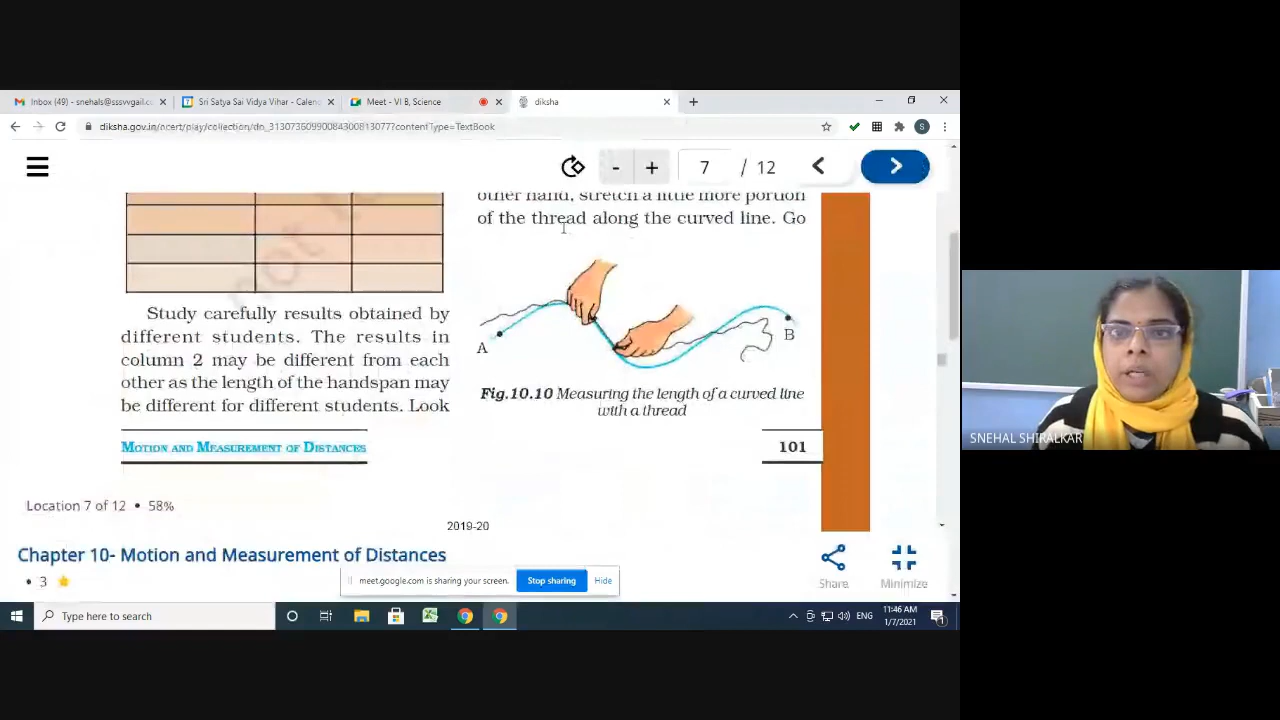 Inbox (49) - snehals@sssvvgail.c
Sri Satya Sai Vidya Vihar - Calen
Meet - VI B, Science
diksha
diksha.gov.in/ncert/play/collection/do_31307360990084300813077?contentType=TextBook
S
7 / 12
not
other hand, stretch a little more portion
of the thread along the curved line. Go
A
B
Fig.10.10 Measuring the length of a curved line
with a thread
Study carefully results obtained by
different students. The results in
column 2 may be different from each
other as the length of the handspan may
be different for different students. Look
MOTION AND MEASUREMENT OF DISTANCES
101
Location 7 of 12 • 58%
2019-20
Chapter 10- Motion and Measurement of Distances
• 3
Share
Minimize
meet.google.com is sharing your screen.
Stop sharing
Hide
Type here to search
ENG
11:46 AM
1/7/2021
SNEHAL SHIRALKAR